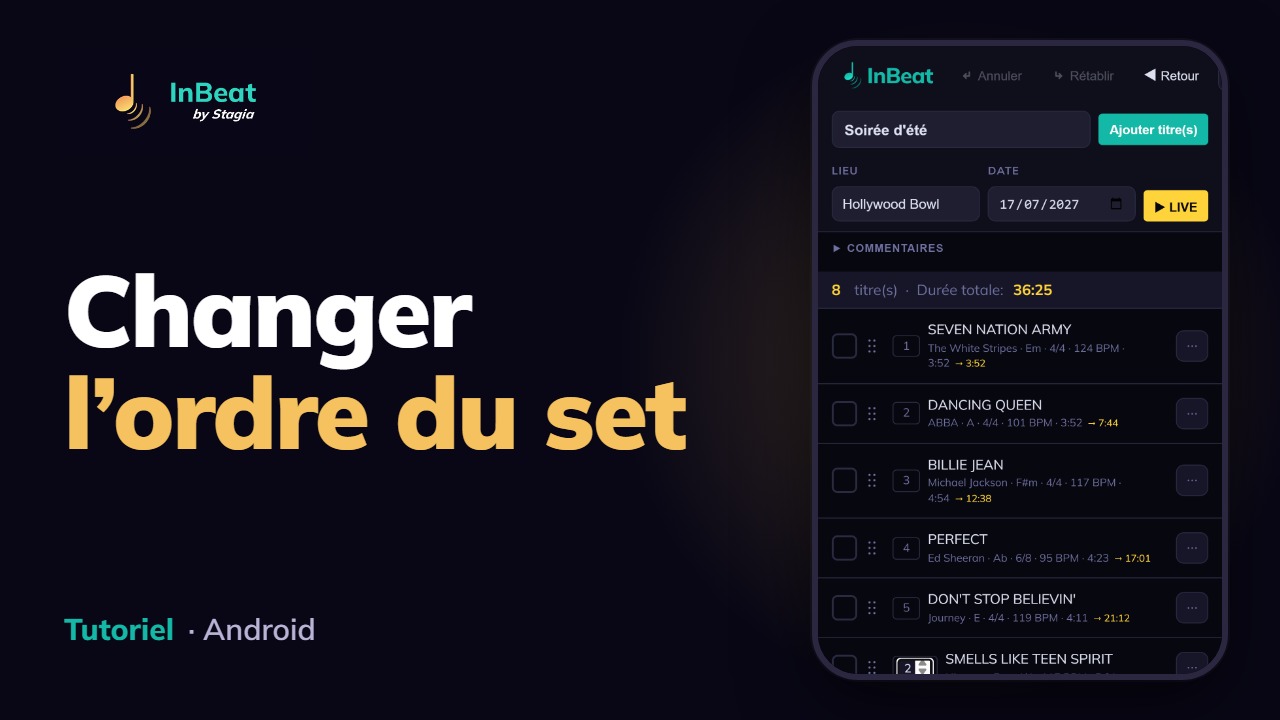 InBeat
by Stagia
Changer
l'ordre du set
Tutoriel · Android
InBeat ↵ Annuler ↳ Rétablir ◀ Retour
Soirée d'été
Ajouter titre(s)
LIEU DATE
Hollywood Bowl 17/07/2027 ▶ LIVE
▶ COMMENTAIRES
8 titre(s) · Durée totale: 36:25
1 SEVEN NATION ARMY ···
The White Stripes · Em · 4/4 · 124 BPM ·
3:52 → 3:52
2 DANCING QUEEN ···
ABBA · A · 4/4 · 101 BPM · 3:52 → 7:44
3 BILLIE JEAN ···
Michael Jackson · F#m · 4/4 · 117 BPM ·
4:54 → 12:38
4 PERFECT ···
Ed Sheeran · Ab · 6/8 · 95 BPM · 4:23 → 17:01
5 DON'T STOP BELIEVIN' ···
Journey · E · 4/4 · 119 BPM · 4:11 → 21:12
2 SMELLS LIKE TEEN SPIRIT ···